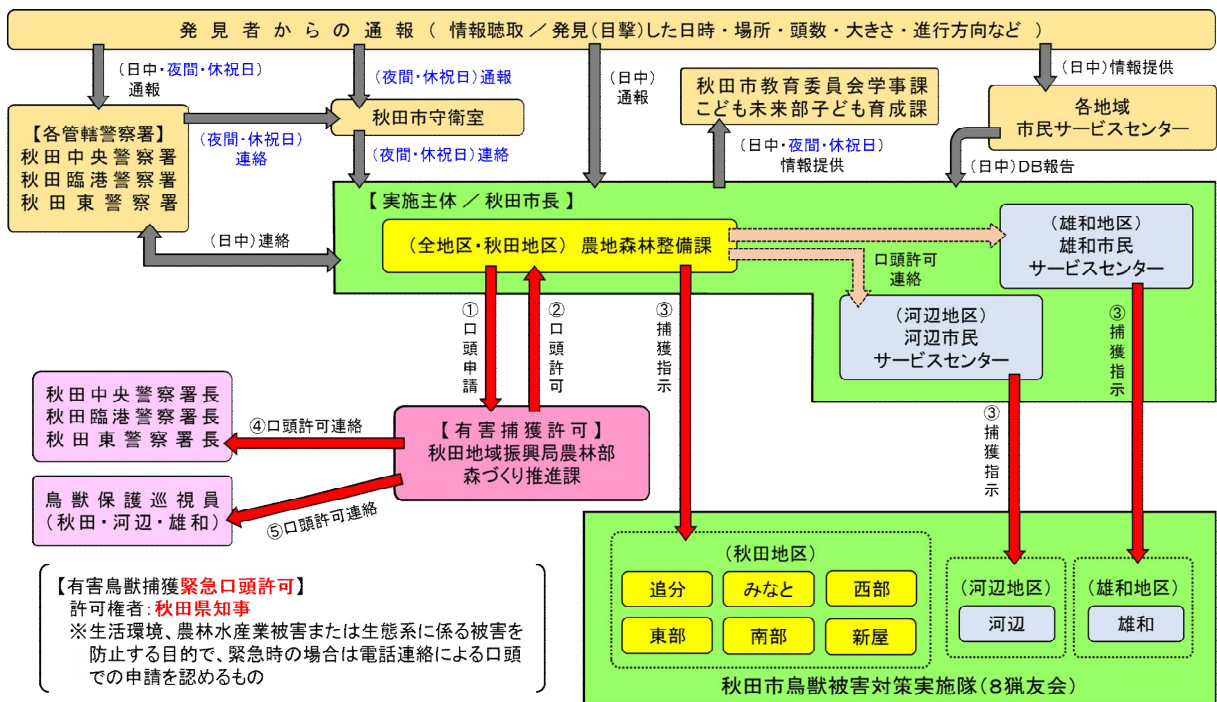 発見者からの通報（情報聴取／発見(目撃)した日時・場所・頭数・大きさ・進行方向など）
(日中・夜間・休祝日)
通報
(夜間・休祝日)通報
(日中)
通報
(日中)情報提供
【各管轄警察署】
秋田中央警察署
秋田臨港警察署
秋田東警察署
(夜間・休祝日)
連絡
秋田市守衛室
(夜間・休祝日)連絡
秋田市教育委員会学事課
こども未来部子ども育成課
(日中・夜間・休祝日)
情報提供
各地域
市民サービスセンター
(日中)DB報告
(日中)連絡
【実施主体／秋田市長】
(全地区・秋田地区) 農地森林整備課
口頭許可
連絡
(雄和地区)
雄和市民
サービスセンター
(河辺地区)
河辺市民
サービスセンター
①口頭申請
②口頭許可
③捕獲指示
③捕獲指示
③捕獲指示
秋田中央警察署長
秋田臨港警察署長
秋田東警察署長
④口頭許可連絡
【有害捕獲許可】
秋田地域振興局農林部
森づくり推進課
鳥獣保護巡視員
(秋田・河辺・雄和)
⑤口頭許可連絡
【有害鳥獣捕獲緊急口頭許可】
許可権者：秋田県知事
※生活環境、農林水産業被害または生態系に係る被害を
防止する目的で、緊急時の場合は電話連絡による口頭
での申請を認めるもの
(秋田地区)
追分
みなと
西部
東部
南部
新屋
(河辺地区)
河辺
(雄和地区)
雄和
秋田市鳥獣被害対策実施隊(8猟友会)